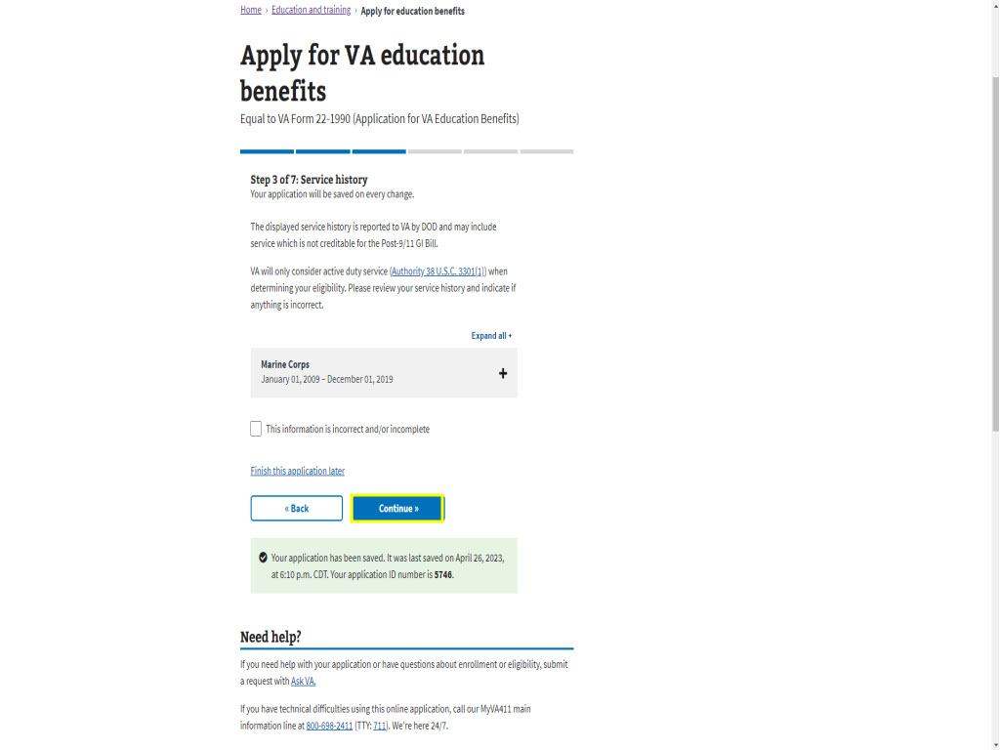 Home › Education and training › Apply for education benefits
Apply for VA education
benefits
Equal to VA Form 22-1990 (Application for VA Education Benefits)
Step 3 of 7: Service history
Your application will be saved on every change.
The displayed service history is reported to VA by DOD and may include
service which is not creditable for the Post-9/11 GI Bill.
VA will only consider active duty service (Authority 38 U.S.C. 3301(1)) when
determining your eligibility. Please review your service history and indicate if
anything is incorrect.
Expand all +
Marine Corps
January 01, 2009 – December 01, 2019
+
This information is incorrect and/or incomplete
Finish this application later
« Back
Continue »
Your application has been saved. It was last saved on April 26, 2023,
at 6:10 p.m. CDT. Your application ID number is 5746.
Need help?
If you need help with your application or have questions about enrollment or eligibility, submit
a request with Ask VA.
If you have technical difficulties using this online application, call our MyVA411 main
information line at 800-698-2411 (TTY: 711). We're here 24/7.